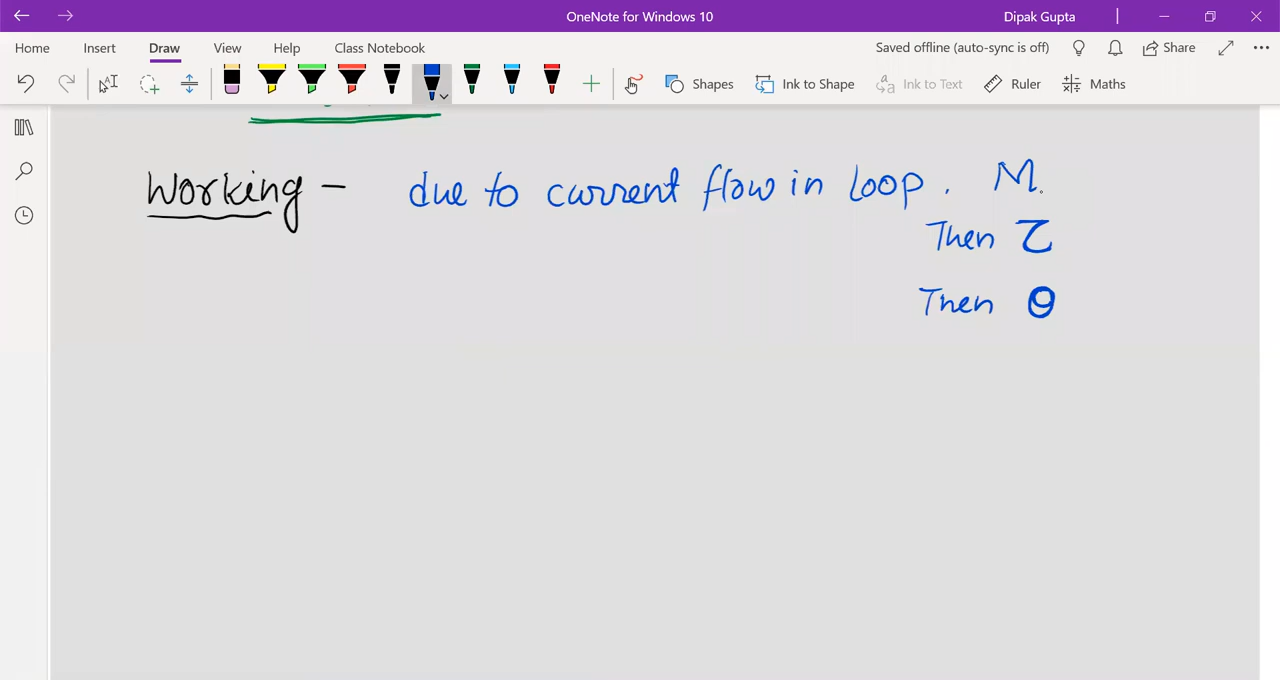 OneNote for Windows 10
Dipak Gupta
Home Insert Draw View Help Class Notebook
Saved offline (auto-sync is off) Share
Shapes Ink to Shape Ink to Text Ruler Maths
Working - due to current flow in loop. M
Then τ
Then θ